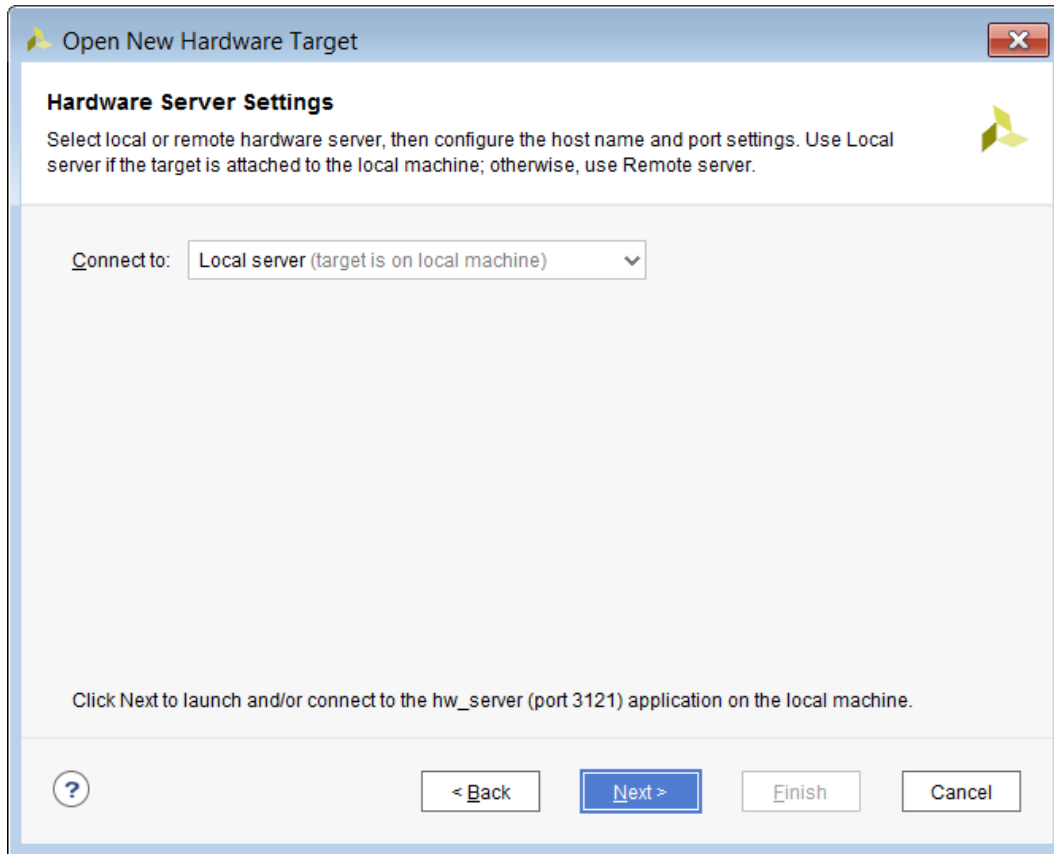 Open New Hardware Target
Hardware Server Settings
Select local or remote hardware server, then configure the host name and port settings. Use Local
server if the target is attached to the local machine; otherwise, use Remote server.
Connect to: Local server (target is on local machine)
Click Next to launch and/or connect to the hw_server (port 3121) application on the local machine.
? < Back Next > Finish Cancel